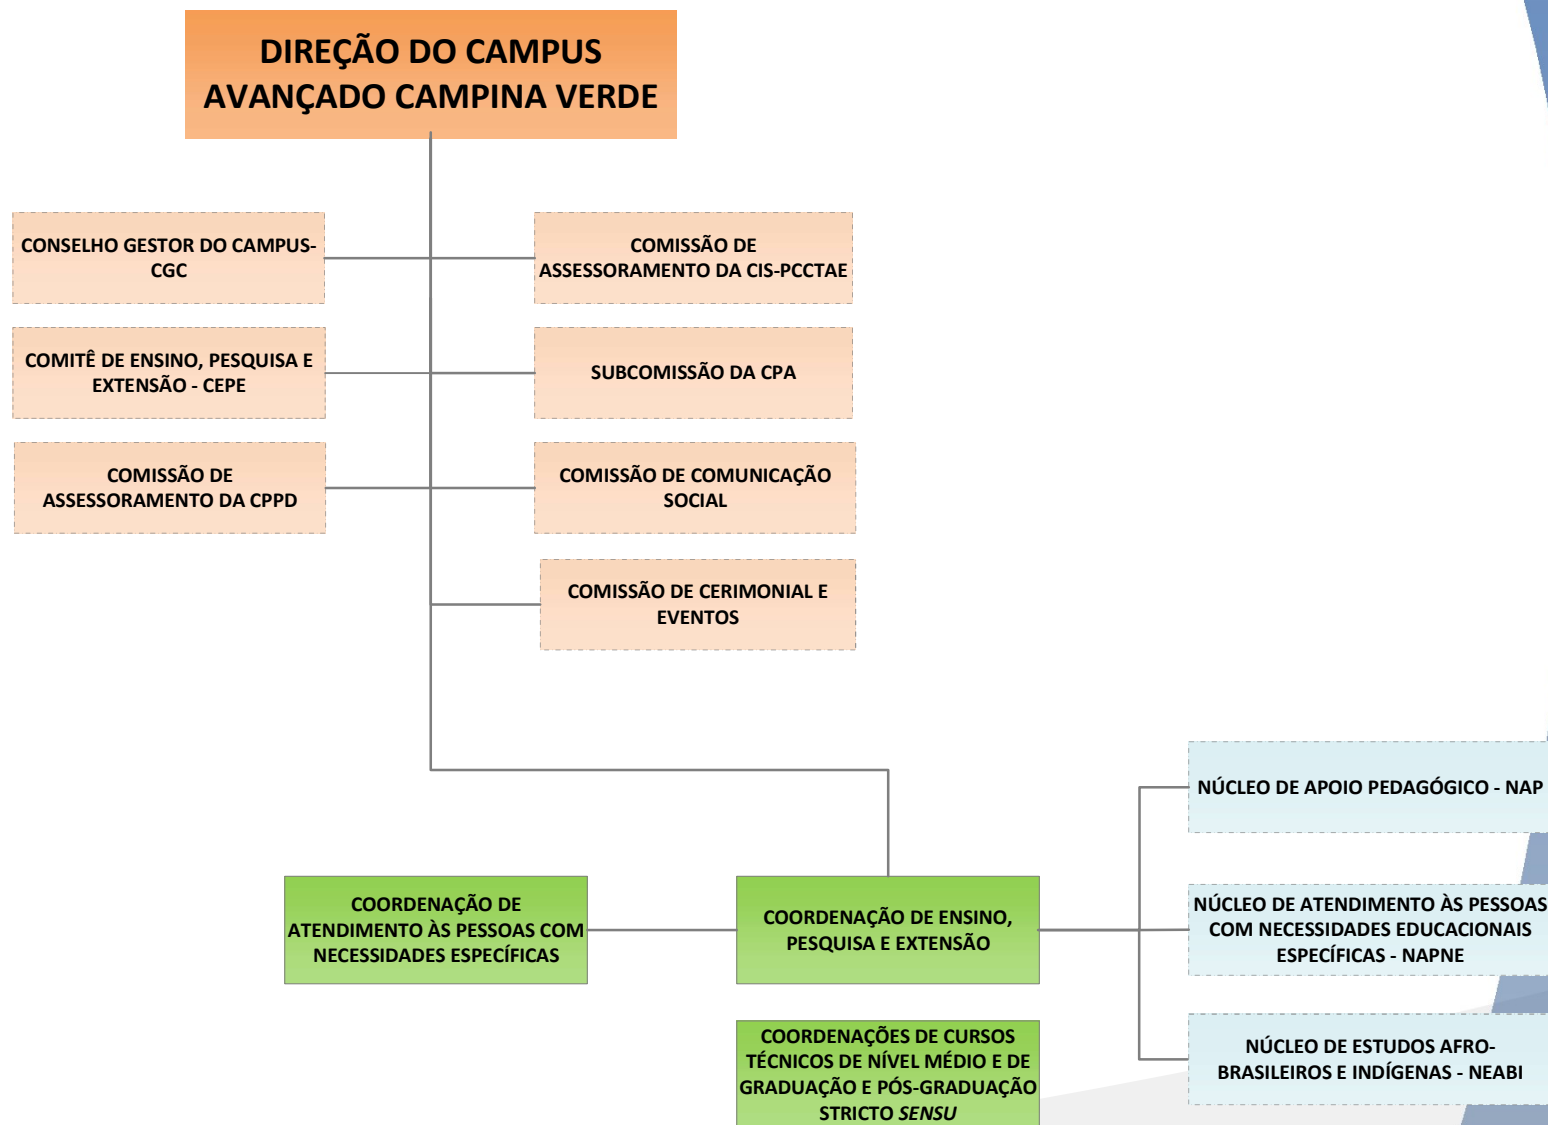 DIREÇÃO DO CAMPUS
AVANÇADO CAMPINA VERDE
CONSELHO GESTOR DO CAMPUS-
CGC
COMISSÃO DE
ASSESSORAMENTO DA CIS-PCCTAE
COMITÊ DE ENSINO, PESQUISA E
EXTENSÃO - CEPE
SUBCOMISSÃO DA CPA
COMISSÃO DE
ASSESSORAMENTO DA CPPD
COMISSÃO DE COMUNICAÇÃO
SOCIAL
COMISSÃO DE CERIMONIAL E
EVENTOS
NÚCLEO DE APOIO PEDAGÓGICO - NAP
COORDENAÇÃO DE
ATENDIMENTO ÀS PESSOAS COM
NECESSIDADES ESPECÍFICAS
COORDENAÇÃO DE ENSINO,
PESQUISA E EXTENSÃO
NÚCLEO DE ATENDIMENTO ÀS PESSOAS
COM NECESSIDADES EDUCACIONAIS
ESPECÍFICAS - NAPNE
COORDENAÇÕES DE CURSOS
TÉCNICOS DE NÍVEL MÉDIO E DE
GRADUAÇÃO E PÓS-GRADUAÇÃO
STRICTO SENSU
NÚCLEO DE ESTUDOS AFRO-
BRASILEIROS E INDÍGENAS - NEABI